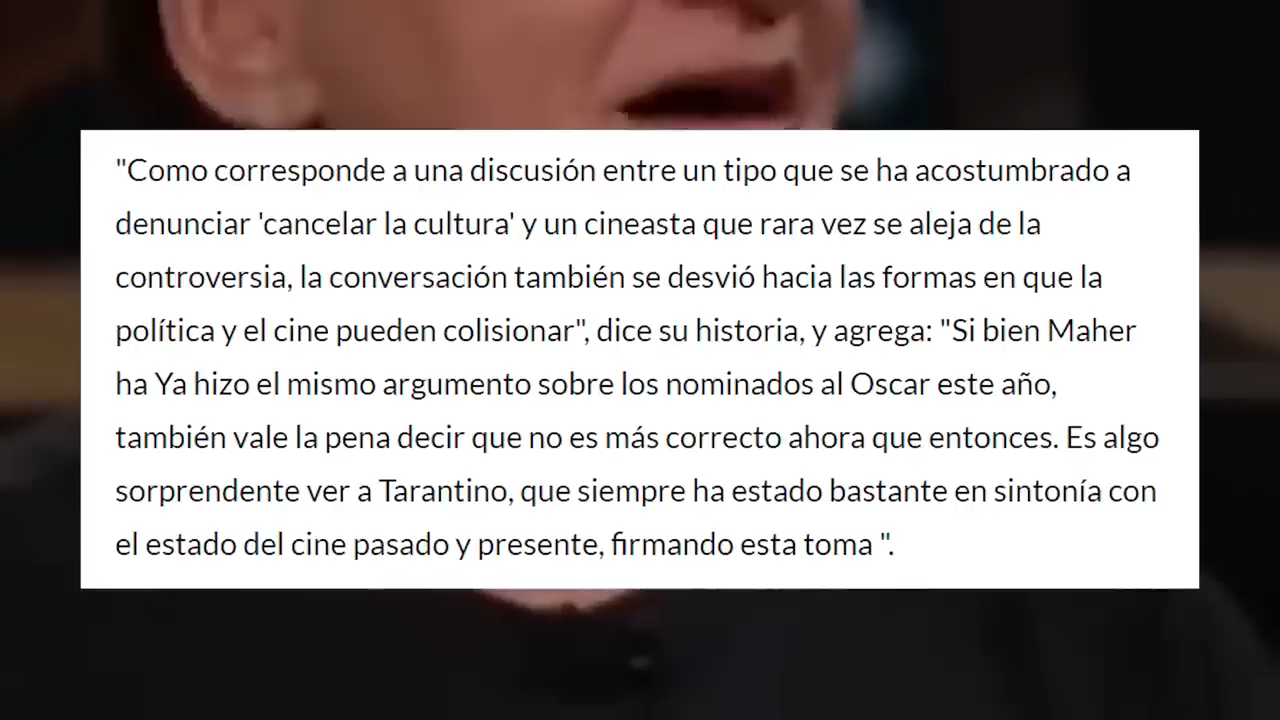 "Como corresponde a una discusión entre un tipo que se ha acostumbrado a
denunciar 'cancelar la cultura' y un cineasta que rara vez se aleja de la
controversia, la conversación también se desvió hacia las formas en que la
política y el cine pueden colisionar", dice su historia, y agrega: "Si bien Maher
ha Ya hizo el mismo argumento sobre los nominados al Oscar este año,
también vale la pena decir que no es más correcto ahora que entonces. Es algo
sorprendente ver a Tarantino, que siempre ha estado bastante en sintonía con
el estado del cine pasado y presente, firmando esta toma ".